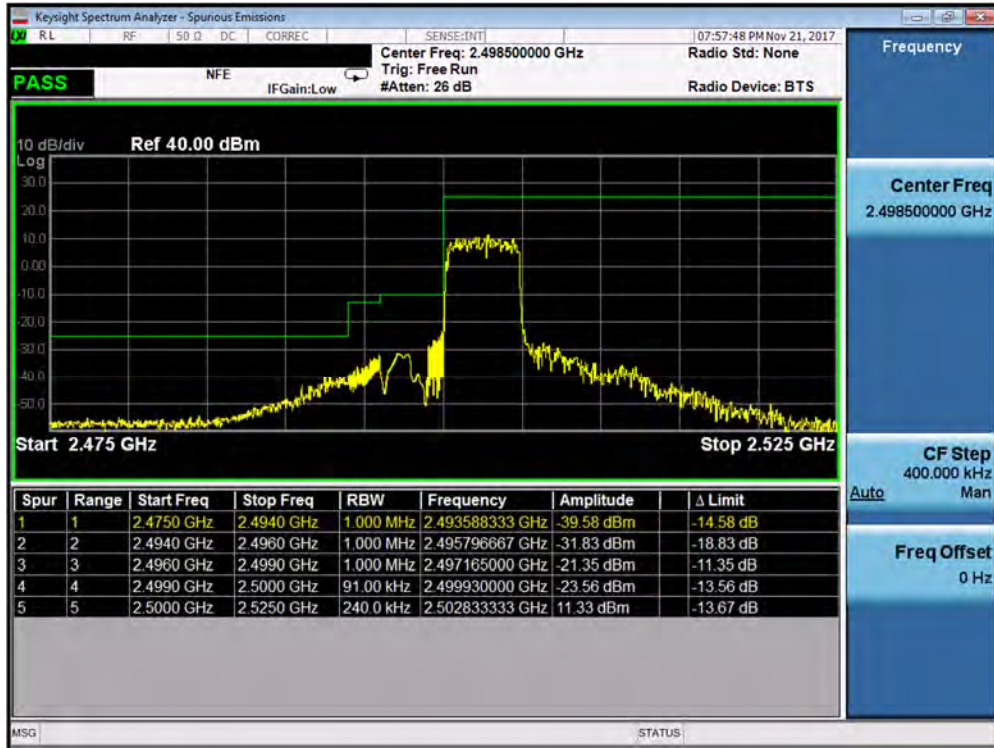 Keysight Spectrum Analyzer - Spurious Emissions
LXI RL RF 50 Ω DC CORREC SENSE:INT 07:57:48 PM Nov 21, 2017
Center Freq: 2.498500000 GHz Radio Std: None
PASS NFE Trig: Free Run
IFGain:Low #Atten: 26 dB Radio Device: BTS
10 dB/div Ref 40.00 dBm
Log
30.0
20.0
10.0
0.00
-10.0
-20.0
-30.0
-40.0
-50.0
Start 2.475 GHz Stop 2.525 GHz
Spur Range Start Freq Stop Freq RBW Frequency Amplitude Δ Limit
1 1 2.4750 GHz 2.4940 GHz 1.000 MHz 2.493588333 GHz -39.58 dBm -14.58 dB
2 2 2.4940 GHz 2.4960 GHz 1.000 MHz 2.495796667 GHz -31.83 dBm -18.83 dB
3 3 2.4960 GHz 2.4990 GHz 1.000 MHz 2.497165000 GHz -21.35 dBm -11.35 dB
4 4 2.4990 GHz 2.5000 GHz 91.00 kHz 2.499930000 GHz -23.56 dBm -13.56 dB
5 5 2.5000 GHz 2.5250 GHz 240.0 kHz 2.502833333 GHz 11.33 dBm -13.67 dB
Frequency
Center Freq
2.498500000 GHz
CF Step
400.000 kHz
Auto Man
Freq Offset
0 Hz
MSG STATUS